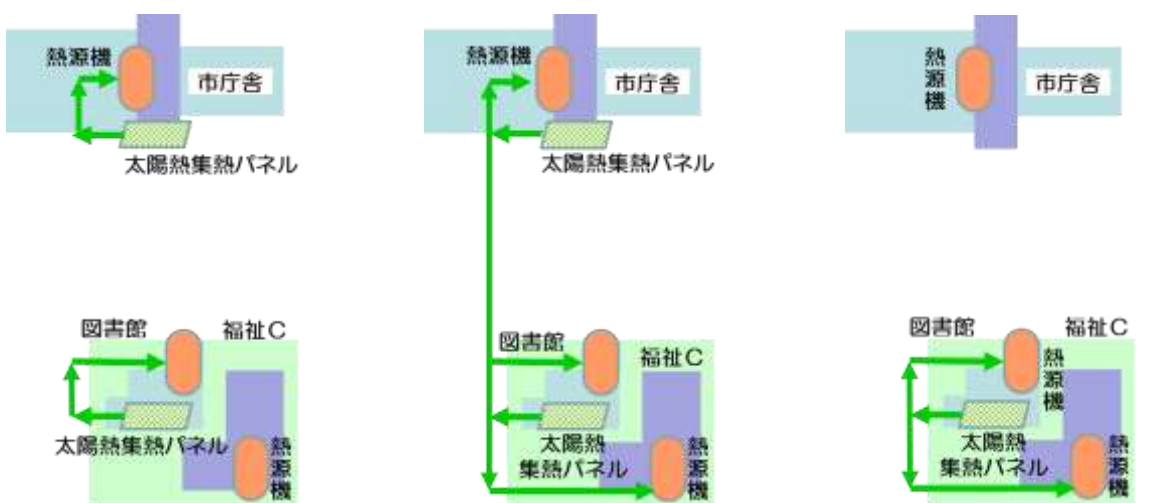 熱源機
市庁舎
太陽熱集熱パネル
図書館
福祉C
太陽熱集熱パネル
熱源機
熱源機
市庁舎
太陽熱集熱パネル
図書館
福祉C
太陽熱
集熱パネル
熱源機
熱源機
市庁舎
図書館
福祉C
熱源機
太陽熱
集熱パネル
熱源機